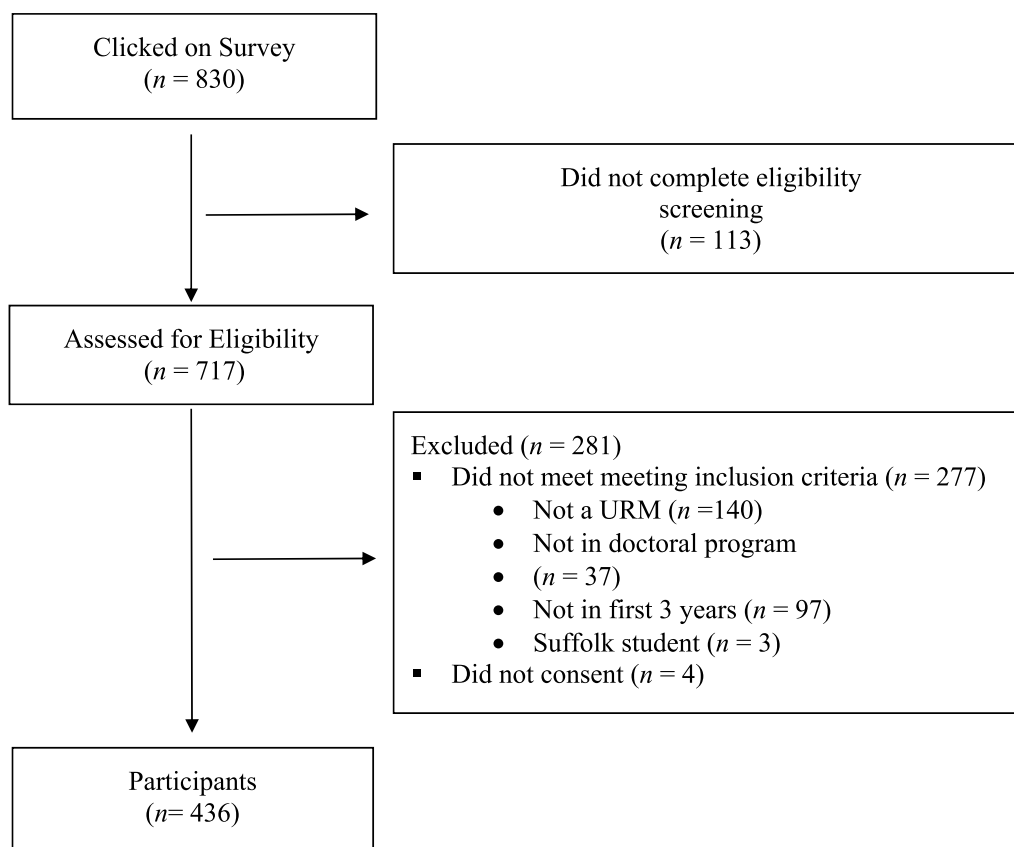 Clicked on Survey
(n = 830)
Did not complete eligibility
screening
(n = 113)
Assessed for Eligibility
(n = 717)
Excluded (n = 281)
▪ Did not meet meeting inclusion criteria (n = 277)
• Not a URM (n =140)
• Not in doctoral program
• (n = 37)
• Not in first 3 years (n = 97)
• Suffolk student (n = 3)
▪ Did not consent (n = 4)
Participants
(n= 436)